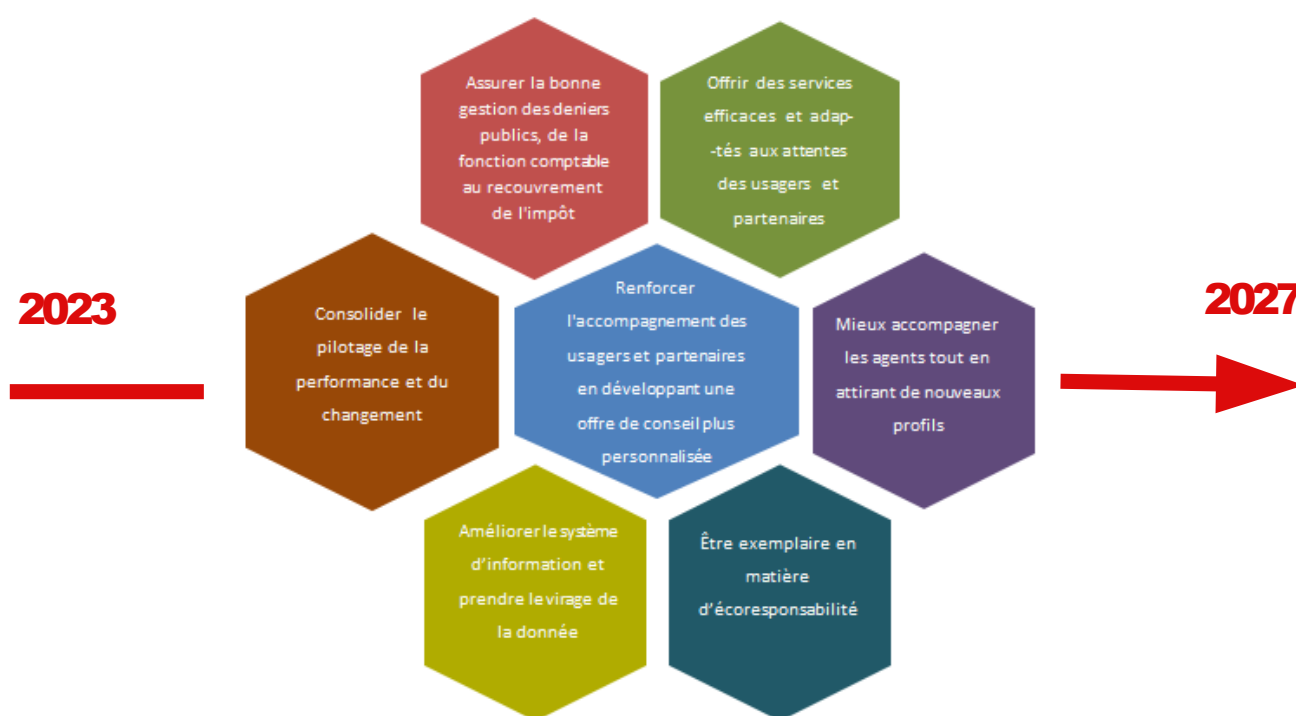 Assurer la bonne
gestion des deniers
publics, de la
fonction comptable
au recouvrement
de l'impôt
Offrir des services
efficaces et adap-
-tés aux attentes
des usagers et
partenaires
2023
Consolider le
pilotage de la
performance et du
changement
Renforcer
l'accompagnement des
usagers et partenaires
en développant une
offre de conseil plus
personnalisée
Mieux accompagner
les agents tout en
attirant de nouveaux
profils
2027
Améliorer le système
d’information et
prendre le virage de
la donnée
Être exemplaire en
matière
d’écoresponsabilité